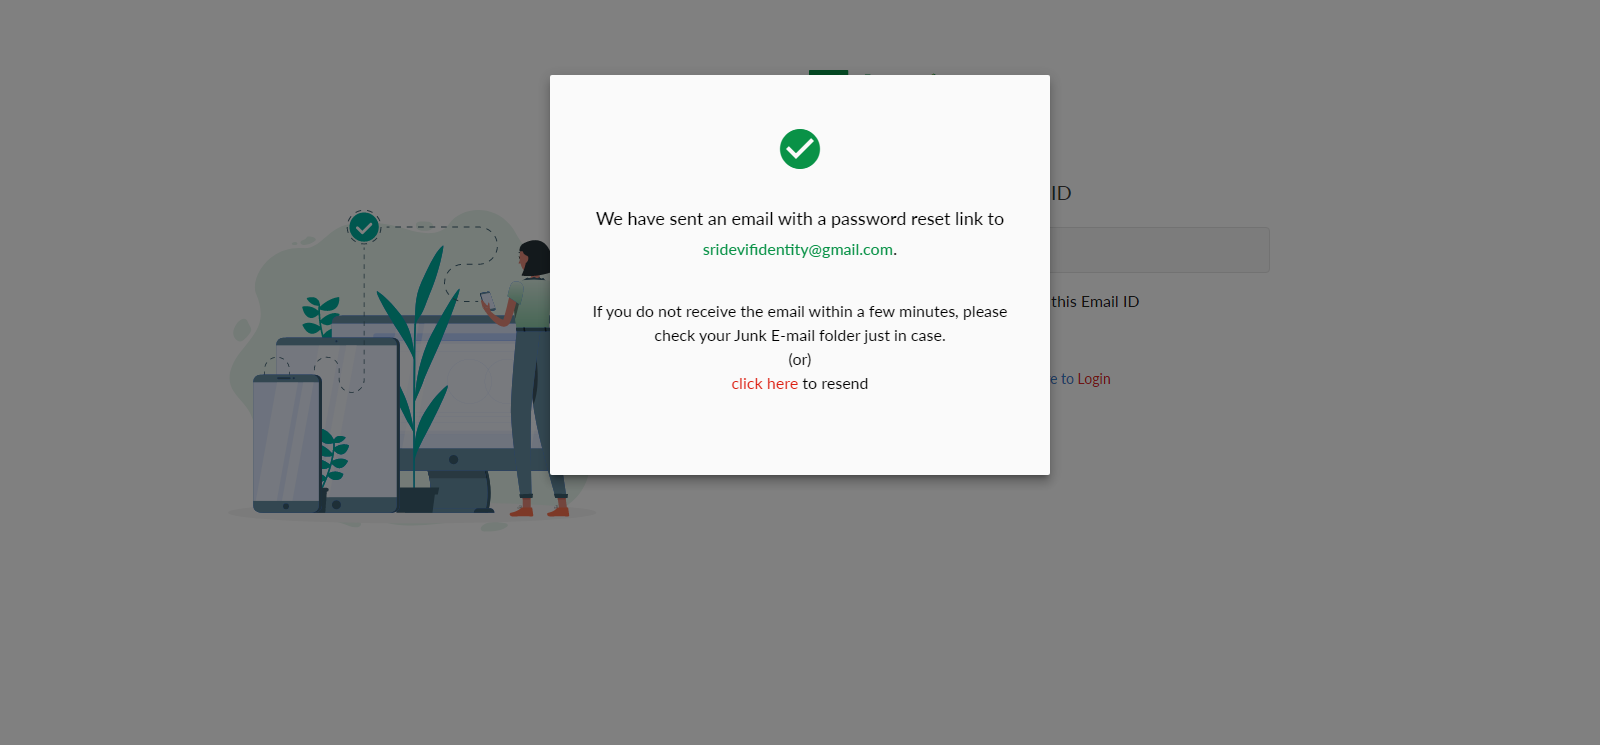 We have sent an email with a password reset link to
sridevifidentity@gmail.com.
If you do not receive the email within a few minutes, please
check your Junk E-mail folder just in case.
(or)
click here to resend
ID
this Email ID
to Login